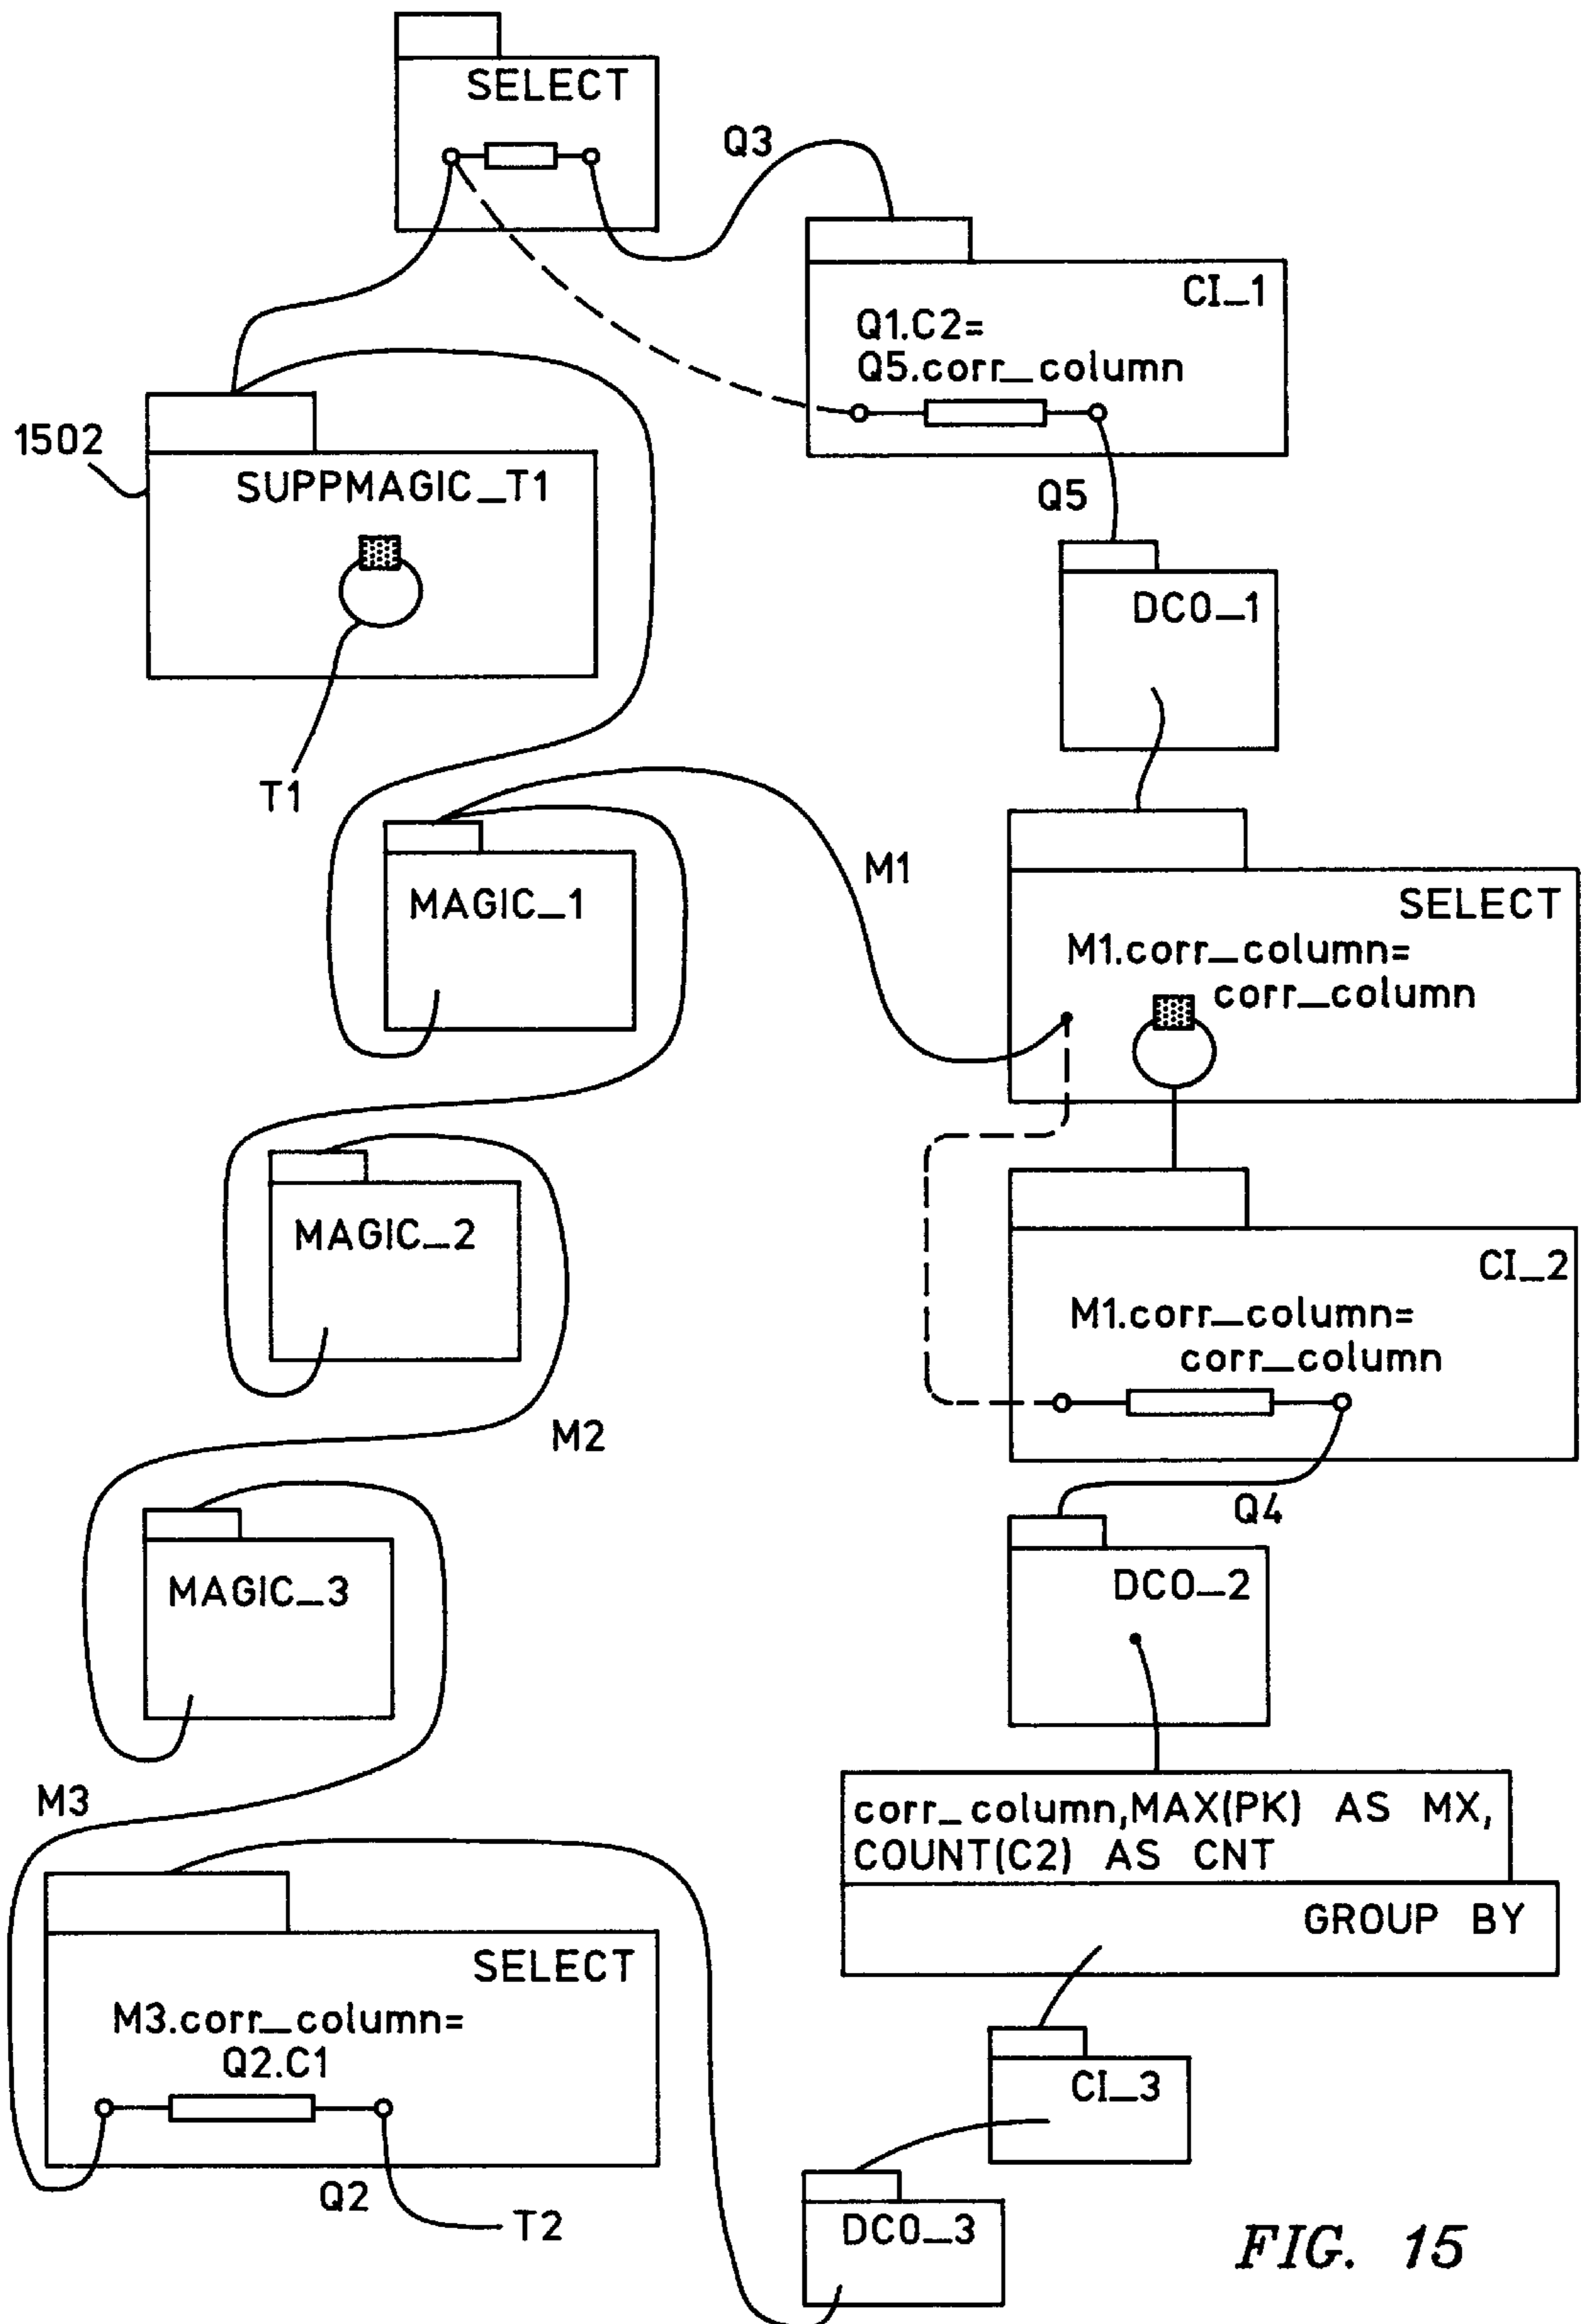 SELECT
Q3
CI_1
Q1.C2=
Q5.corr_column
1502
SUPPMAGIC_T1
Q5
DCO_1
T1
MAGIC_1
M1
SELECT
M1.corr_column=
corr_column
MAGIC_2
CI_2
M1.corr_column=
corr_column
M2
Q4
MAGIC_3
DCO_2
M3
corr_column,MAX(PK) AS MX,
COUNT(C2) AS CNT
GROUP BY
SELECT
M3.corr_column=
Q2.C1
CI_3
Q2
T2
DCO_3
FIG. 15